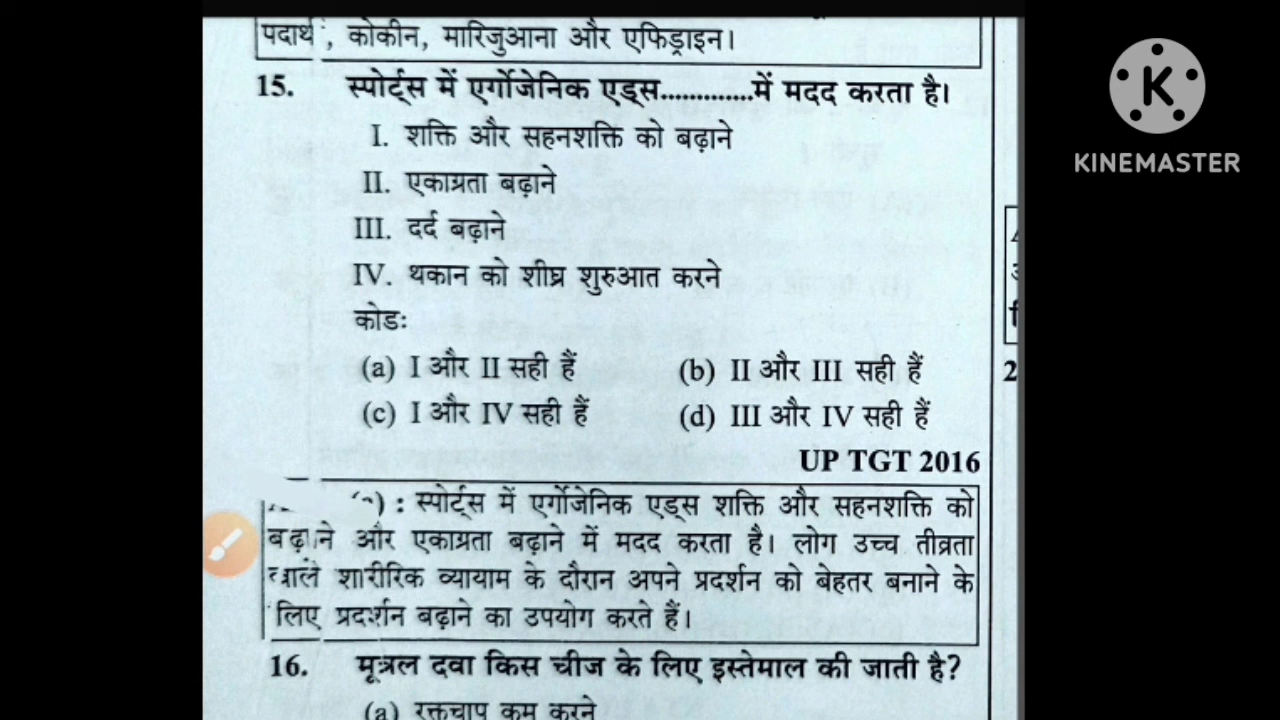 पदार्थ, कोकीन, मारिजुआना और एफिड्राइन।
15. स्पोर्ट्स में एर्गोजेनिक एड्स.............में मदद करता है।
I. शक्ति और सहनशक्ति को बढ़ाने
II. एकाग्रता बढ़ाने
III. दर्द बढ़ाने
IV. थकान को शीघ्र शुरुआत करने
कोडः
(a) I और II सही हैं (b) II और III सही हैं
(c) I और IV सही हैं (d) III और IV सही हैं
UP TGT 2016
: स्पोर्ट्स में एर्गोजेनिक एड्स शक्ति और सहनशक्ति को
बढ़ाने और एकाग्रता बढ़ाने में मदद करता है। लोग उच्च तीव्रता
वाले शारीरिक व्यायाम के दौरान अपने प्रदर्शन को बेहतर बनाने के
लिए प्रदर्शन बढ़ाने का उपयोग करते हैं।
16. मूत्रल दवा किस चीज के लिए इस्तेमाल की जाती है?
(a) रक्तचाप कम करने
2
K
KINEMASTER